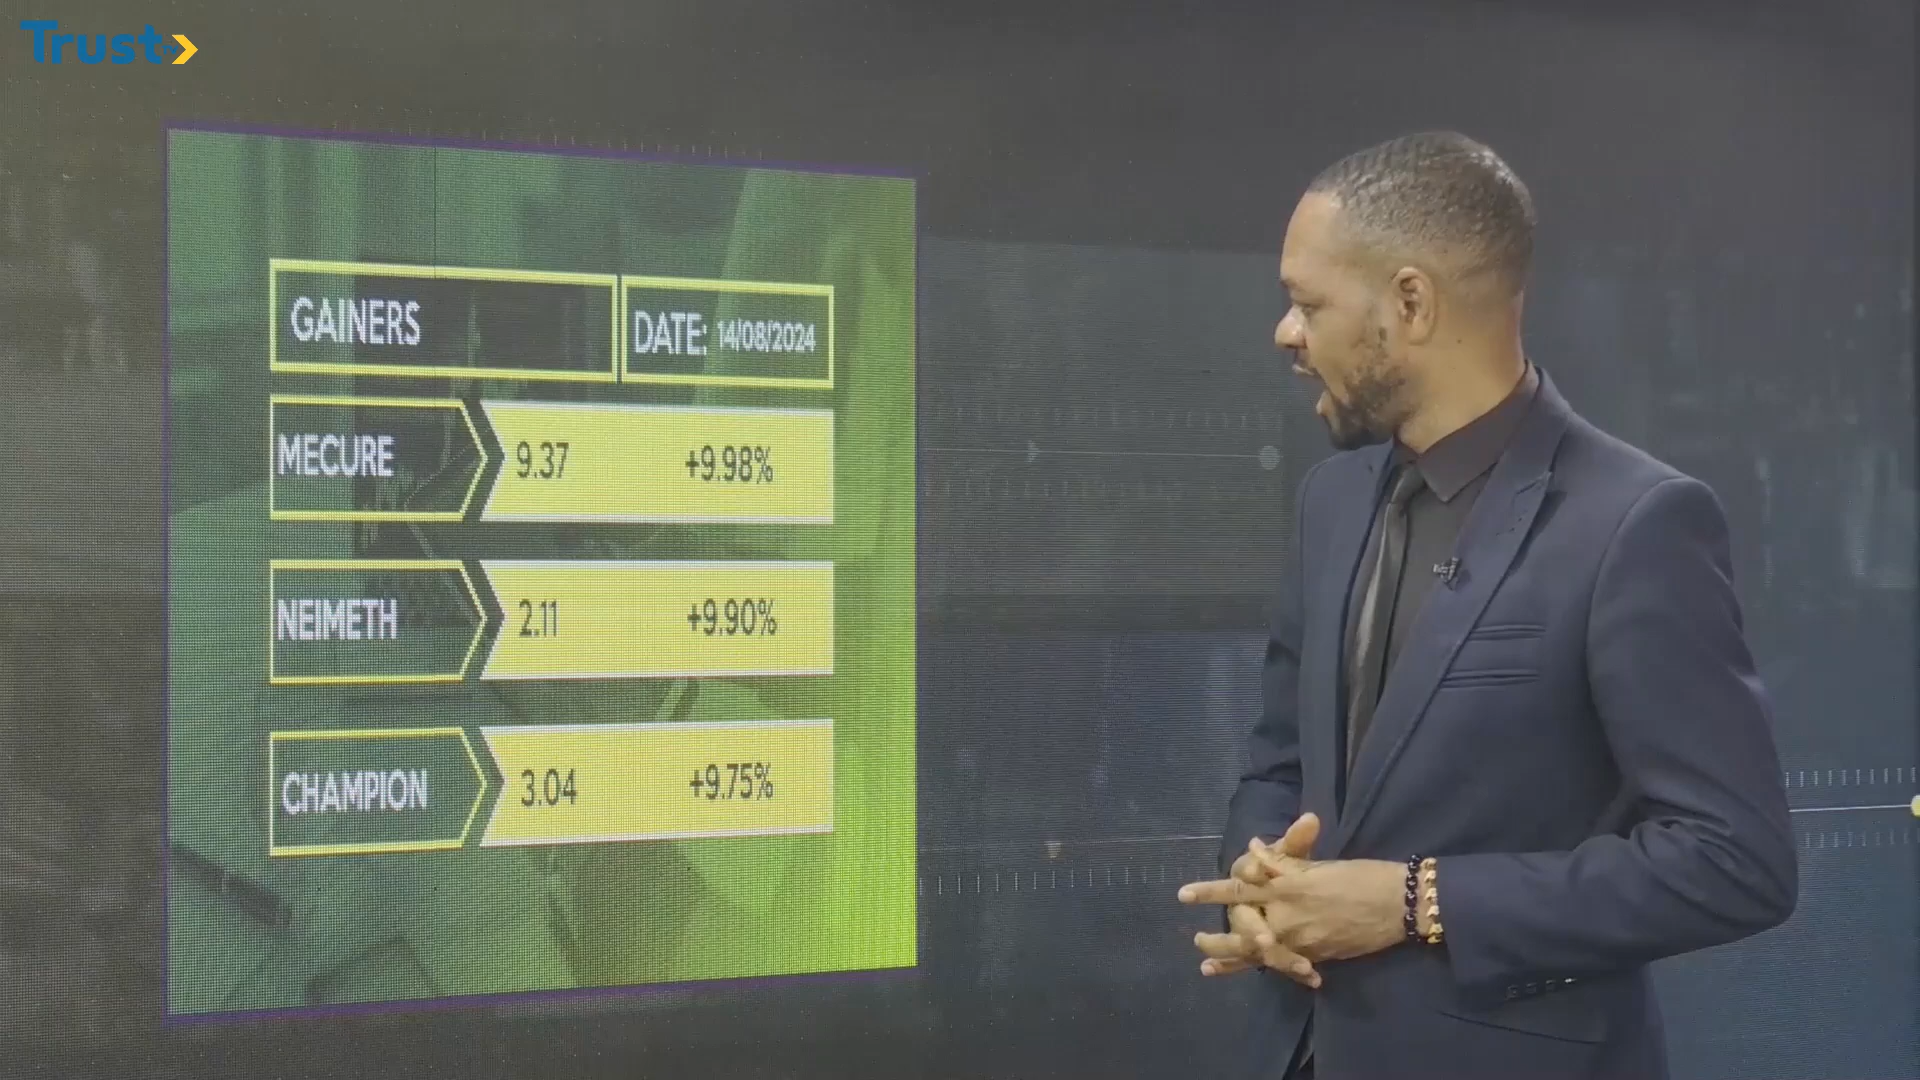 Trust
GAINERS DATE: 14/08/2024
MECURE 9.37 +9.98%
NEIMETH 2.11 +9.90%
CHAMPION 3.04 +9.75%